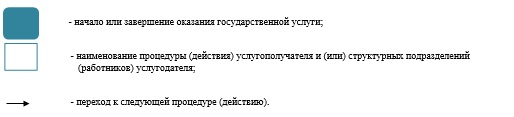 - начало или завершение оказания государственной услуги;
- наименование процедуры (действия) услугополучателя и (или) структурных подразделений
(работников) услугодателя;
- переход к следующей процедуре (действию).